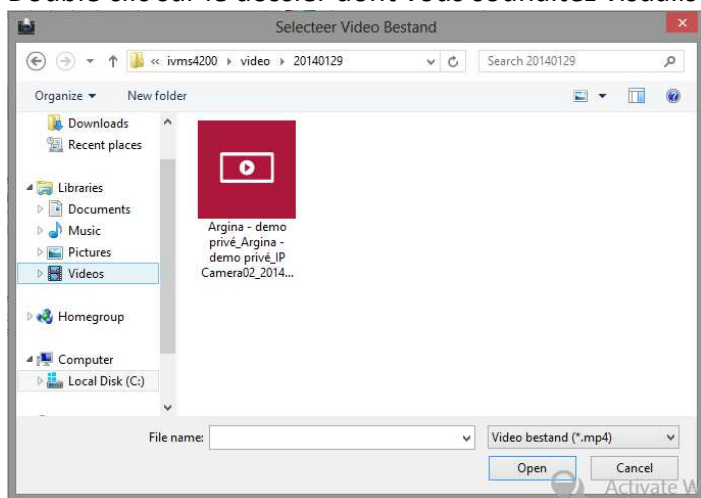 Selecteer Video Bestand
« ivms4200 video 20140129
Search 20140129
Organize New folder
Downloads
Recent places
Libraries
Documents
Music
Pictures
Videos
Homegroup
Computer
Local Disk (C:)
Argina - demo
privé_Argina -
demo privé_IP
Camera02_2014...
File name:
Video bestand (*.mp4)
Open Cancel
Activate W